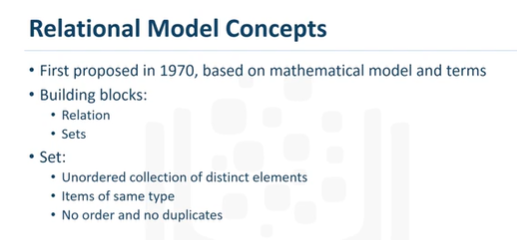 Relational Model Concepts
• First proposed in 1970, based on mathematical model and terms
• Building blocks:
• Relation
• Sets
• Set:
• Unordered collection of distinct elements
• Items of same type
• No order and no duplicates